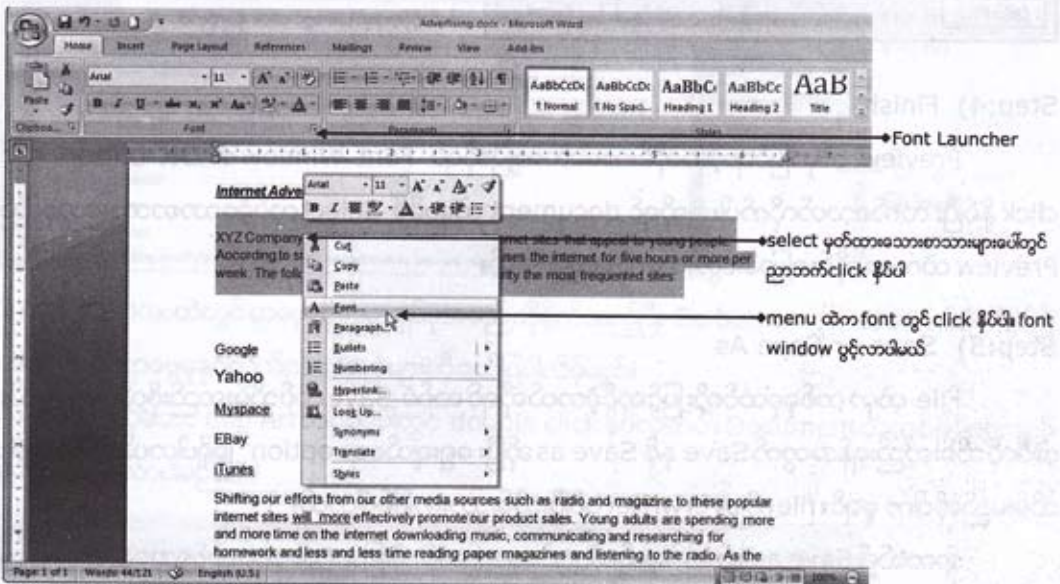 Advertising.docx - Microsoft Word
Home Insert Page Layout References Mailings Review View Add-Ins
Arial 11
Paste
AaBbCcDc AaBbCcDc AaBbC AaBbCc AaB
¶ Normal ¶ No Spaci... Heading 1 Heading 2 Title
Font Paragraph Styles
Font Launcher
Internet Adve
Arial 11
XYZ Company
ernet sites that appeal to young people.
According to s
uses the internet for five hours or more per
week. The foll
ntly the most frequented sites
Cut
Copy
Paste
Font...
Paragraph...
Bullets
Numbering
Hyperlink...
Look Up...
Synonyms
Translate
Styles
select မှတ်ထားသောစာသားများပေါ်တွင်
ညာဘက်click နှိပ်ပါ
menu ထဲက font တွင် click နှိပ်ပါ။ font
window ပွင့်လာပါမယ်
Google
Yahoo
Myspace
EBay
iTunes
Shifting our efforts from our other media sources such as radio and magazine to these popular
internet sites will more effectively promote our product sales. Young adults are spending more
and more time on the internet downloading music, communicating and researching for
homework and less and less time reading paper magazines and listening to the radio. As the
Page: 1 of 1 Words: 44/121 English (U.S.) 100%